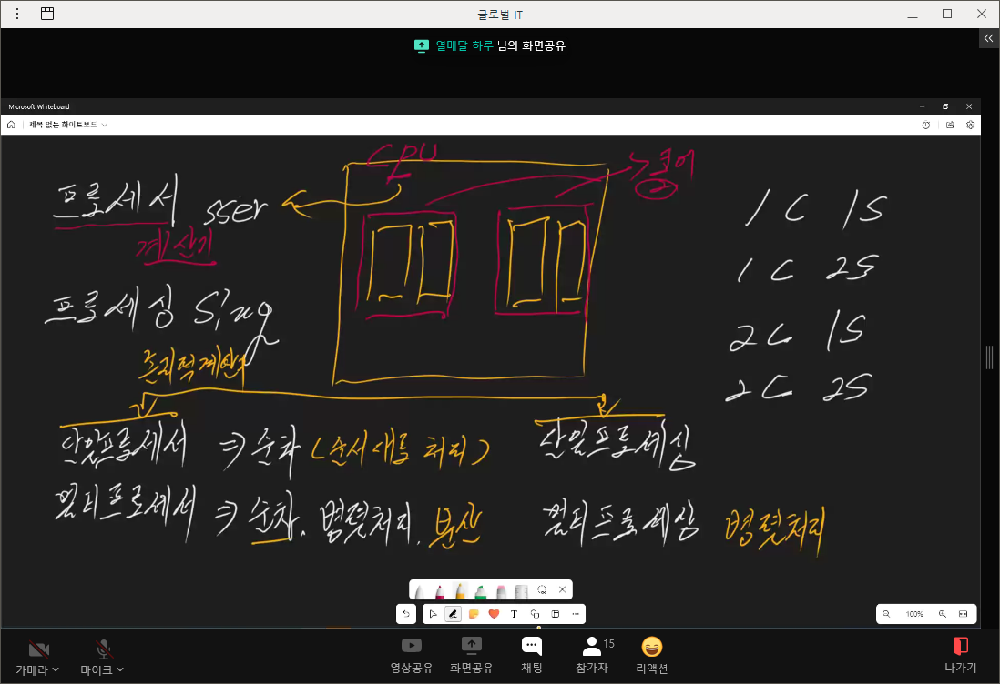 글로벌 IT
열매달 하루 님의 화면공유
Microsoft Whiteboard
제목 없는 화이트보드
CPU
프로세서 sser
계산기
코어
2
프로세싱 Sing
1C 1S
1C 2S
2C 1S
2C 2S
논리적계산
단일프로세서 ⇒ 순차 (순서대로 처리)
단일프로세싱
멀티프로세서 ⇒ 순차, 병렬처리, 분산
멀티프로세싱 병렬처리
T
100%
카메라
마이크
영상공유
화면공유
채팅
참가자
15
리액션
나가기